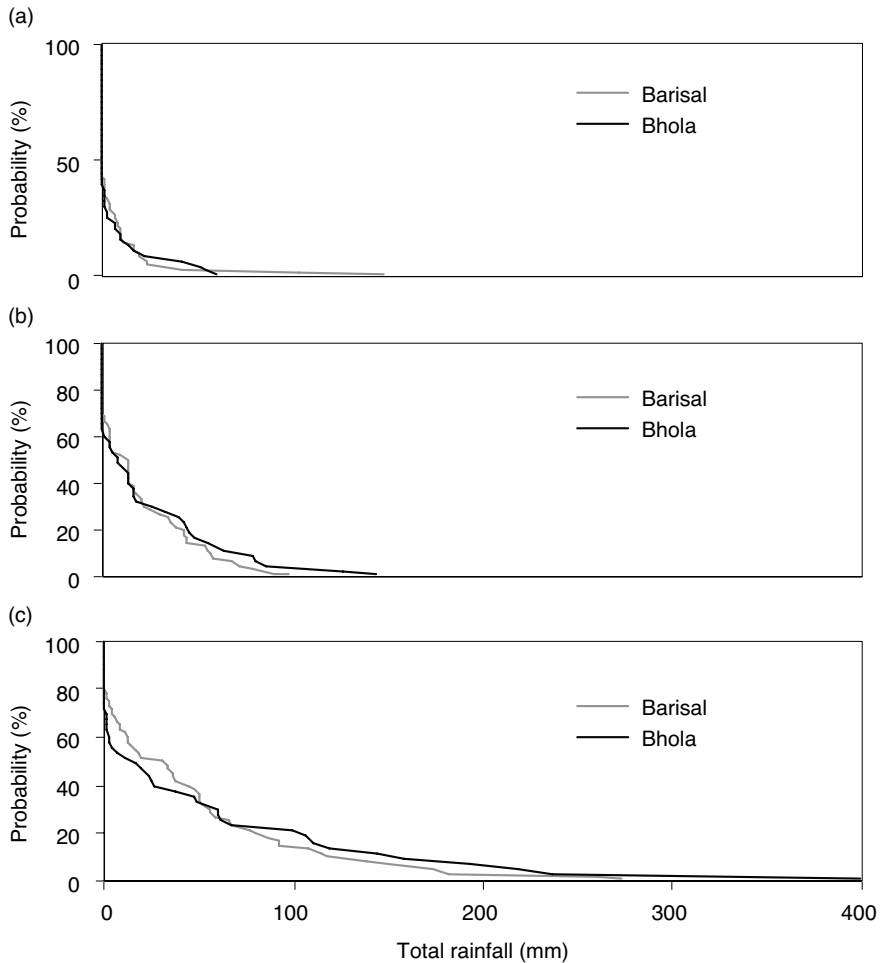 (a)
100
50
0
Probability (%)
Barisal
Bhola
(b)
100
80
60
40
20
0
Probability (%)
Barisal
Bhola
(c)
100
80
60
40
20
0
Probability (%)
Barisal
Bhola
0 100 200 300 400
Total rainfall (mm)